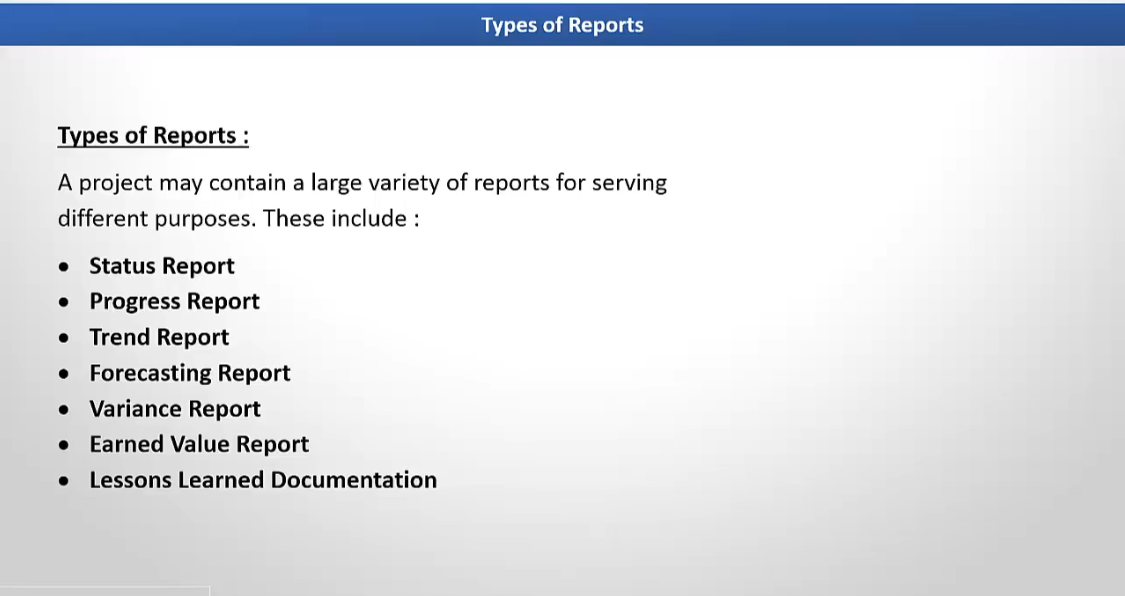 Types of Reports
Types of Reports :
A project may contain a large variety of reports for serving
different purposes. These include :
• Status Report
• Progress Report
• Trend Report
• Forecasting Report
• Variance Report
• Earned Value Report
• Lessons Learned Documentation